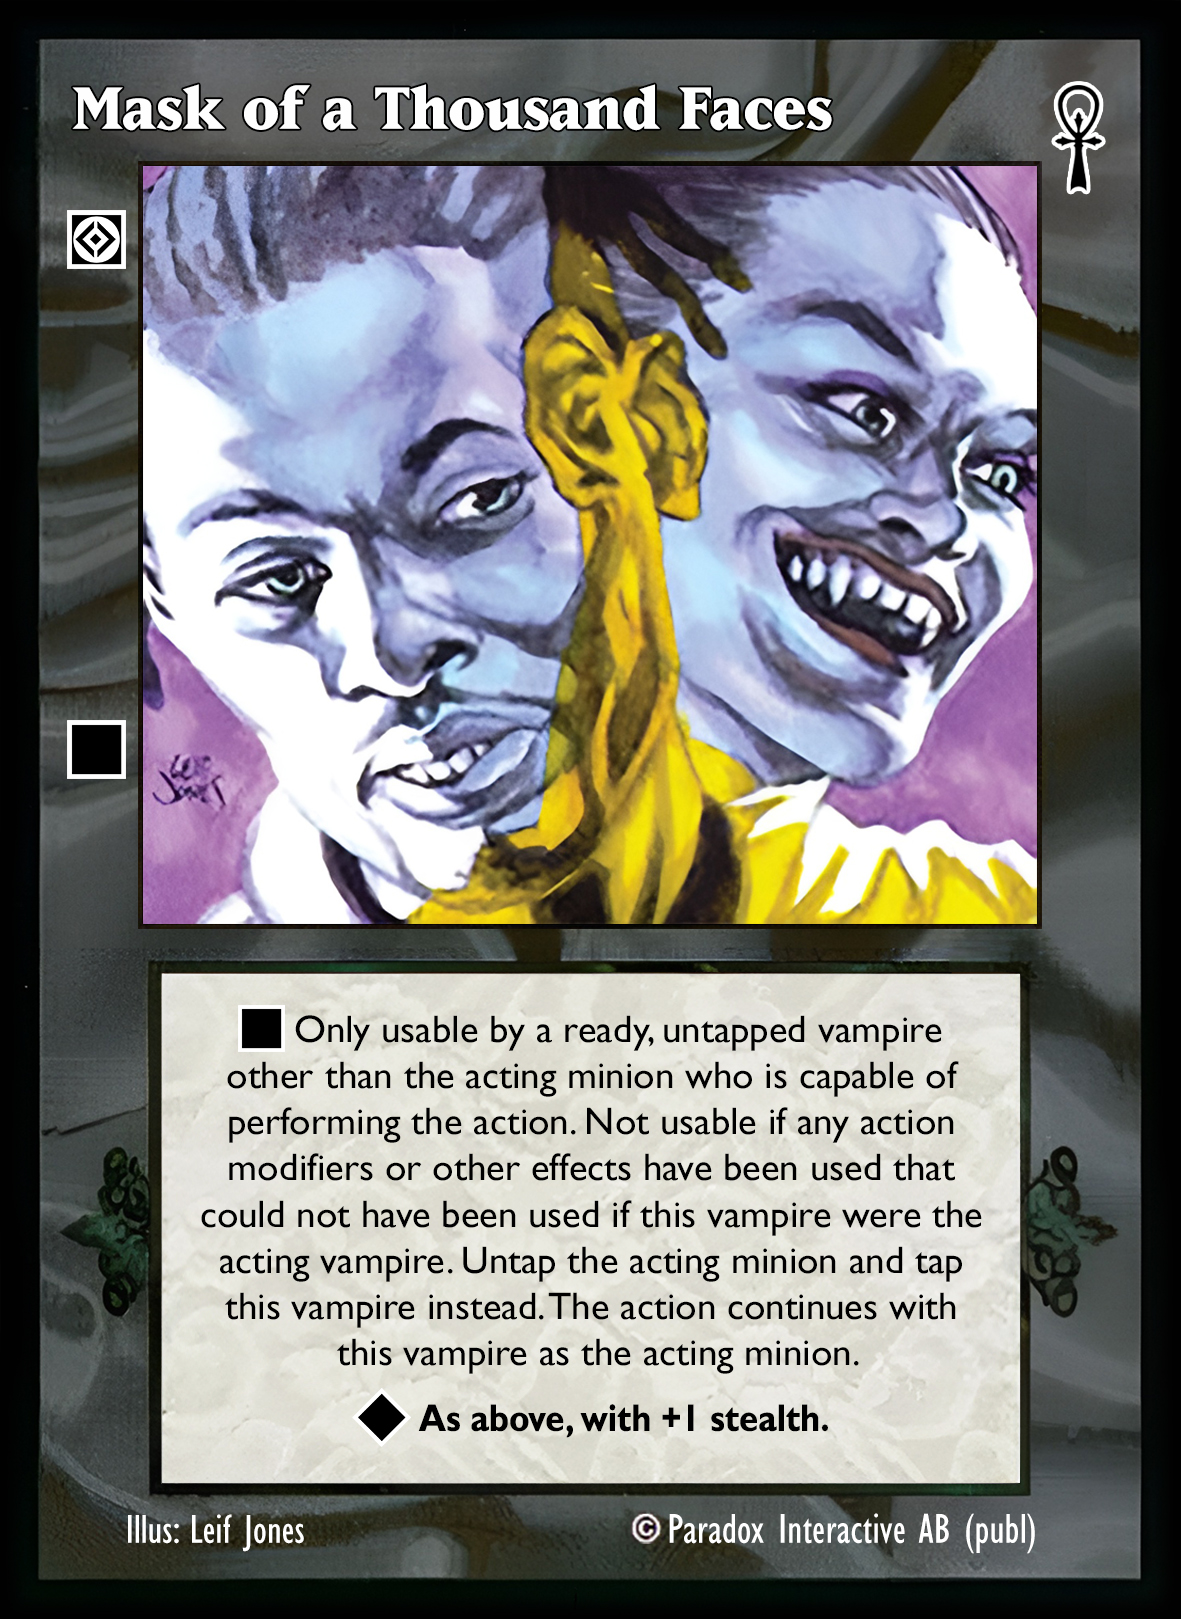 Mask of a Thousand Faces
Leif
Jones
Only usable by a ready, untapped vampire
other than the acting minion who is capable of
performing the action. Not usable if any action
modifiers or other effects have been used that
could not have been used if this vampire were the
acting vampire. Untap the acting minion and tap
this vampire instead. The action continues with
this vampire as the acting minion.
As above, with +1 stealth.
Illus: Leif Jones
© Paradox Interactive AB (publ)